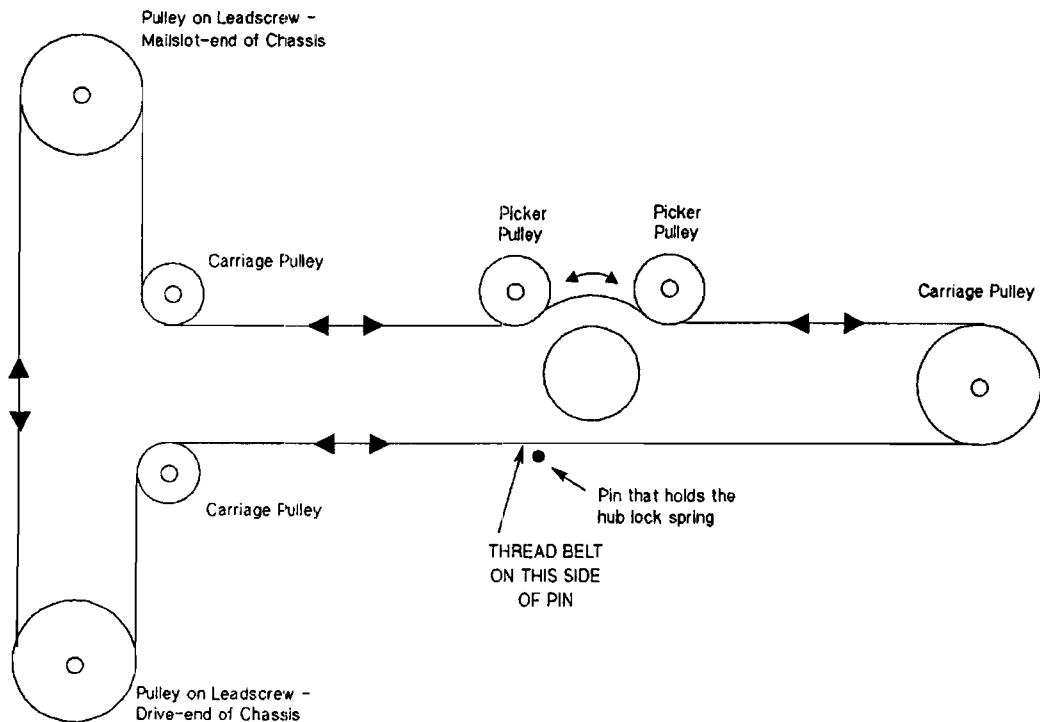 Pulley on Leadscrew -
Mailslot-end of Chassis
Picker
Pulley
Picker
Pulley
Carriage Pulley
Carriage Pulley
Carriage Pulley
Pin that holds the
hub lock spring
THREAD BELT
ON THIS SIDE
OF PIN
Pulley on Leadscrew -
Drive-end of Chassis